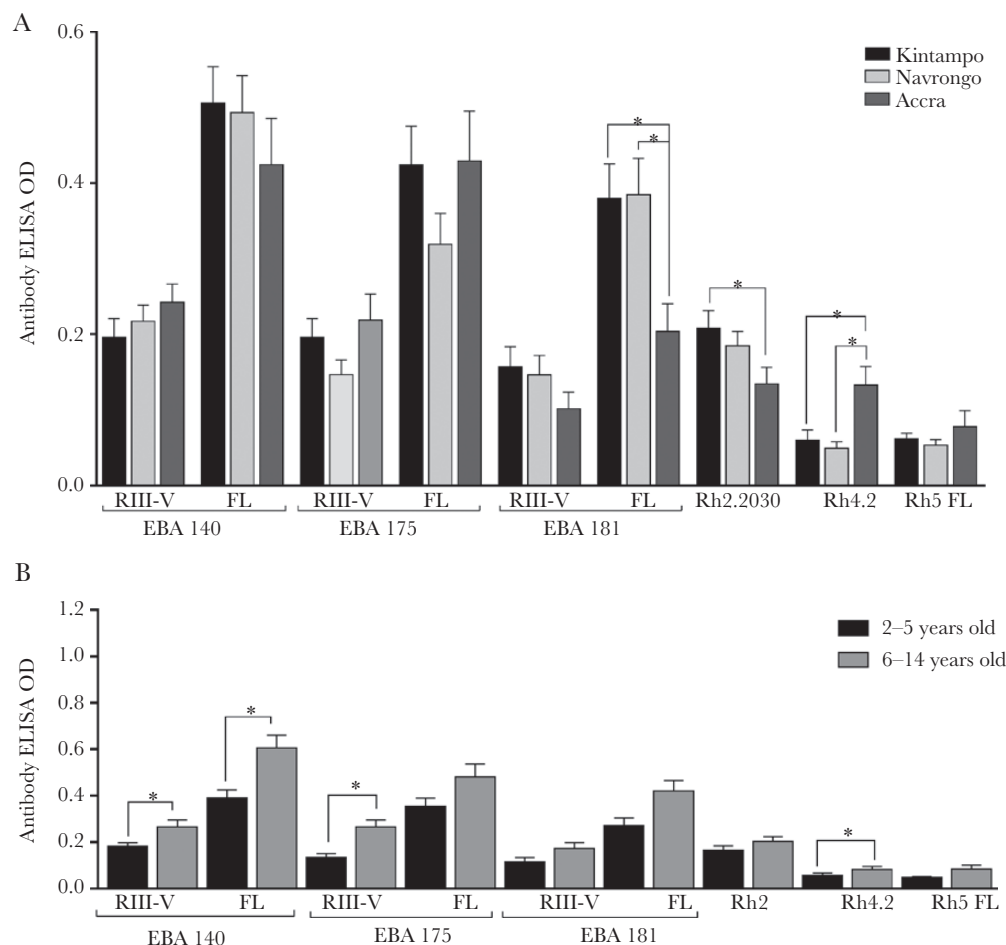 A
Antibody ELISA OD
0.6
0.4
0.2
0.0
Kintampo
Navrongo
Accra
*
*
*
*
*
RIII-V FL RIII-V FL RIII-V FL Rh2.2030 Rh4.2 Rh5 FL
EBA 140 EBA 175 EBA 181
B
Antibody ELISA OD
1.2
1.0
0.8
0.6
0.4
0.2
0.0
2–5 years old
6–14 years old
*
*
*
*
RIII-V FL RIII-V FL RIII-V FL Rh2 Rh4.2 Rh5 FL
EBA 140 EBA 175 EBA 181